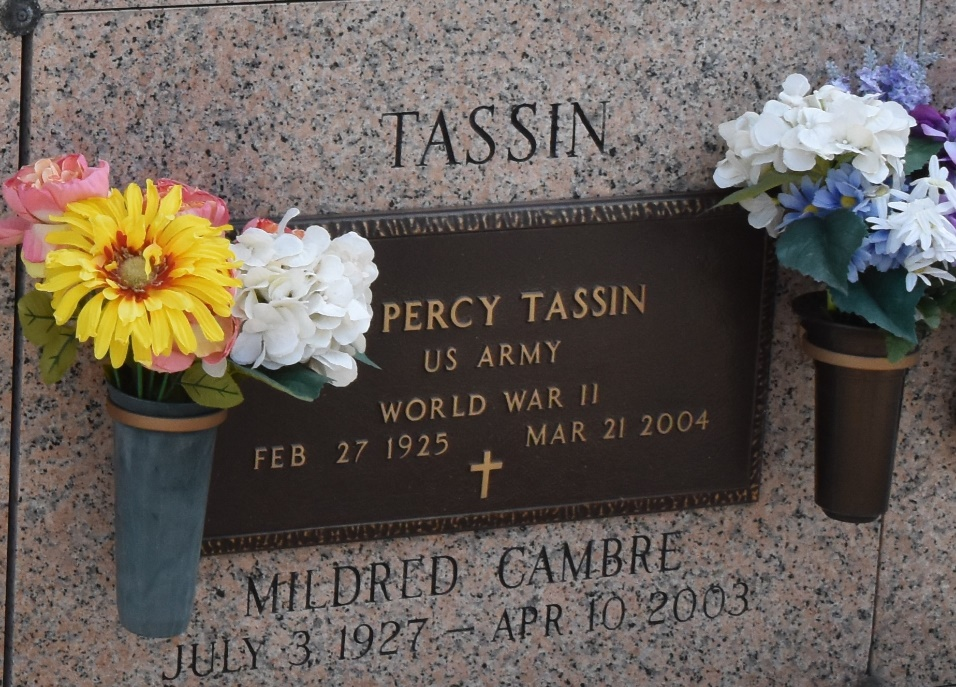 TASSIN
PERCY TASSIN
US ARMY
WORLD WAR II
FEB 27 1925 MAR 21 2004
MILDRED CAMBRE
JULY 3, 1927 – APR 10, 2003